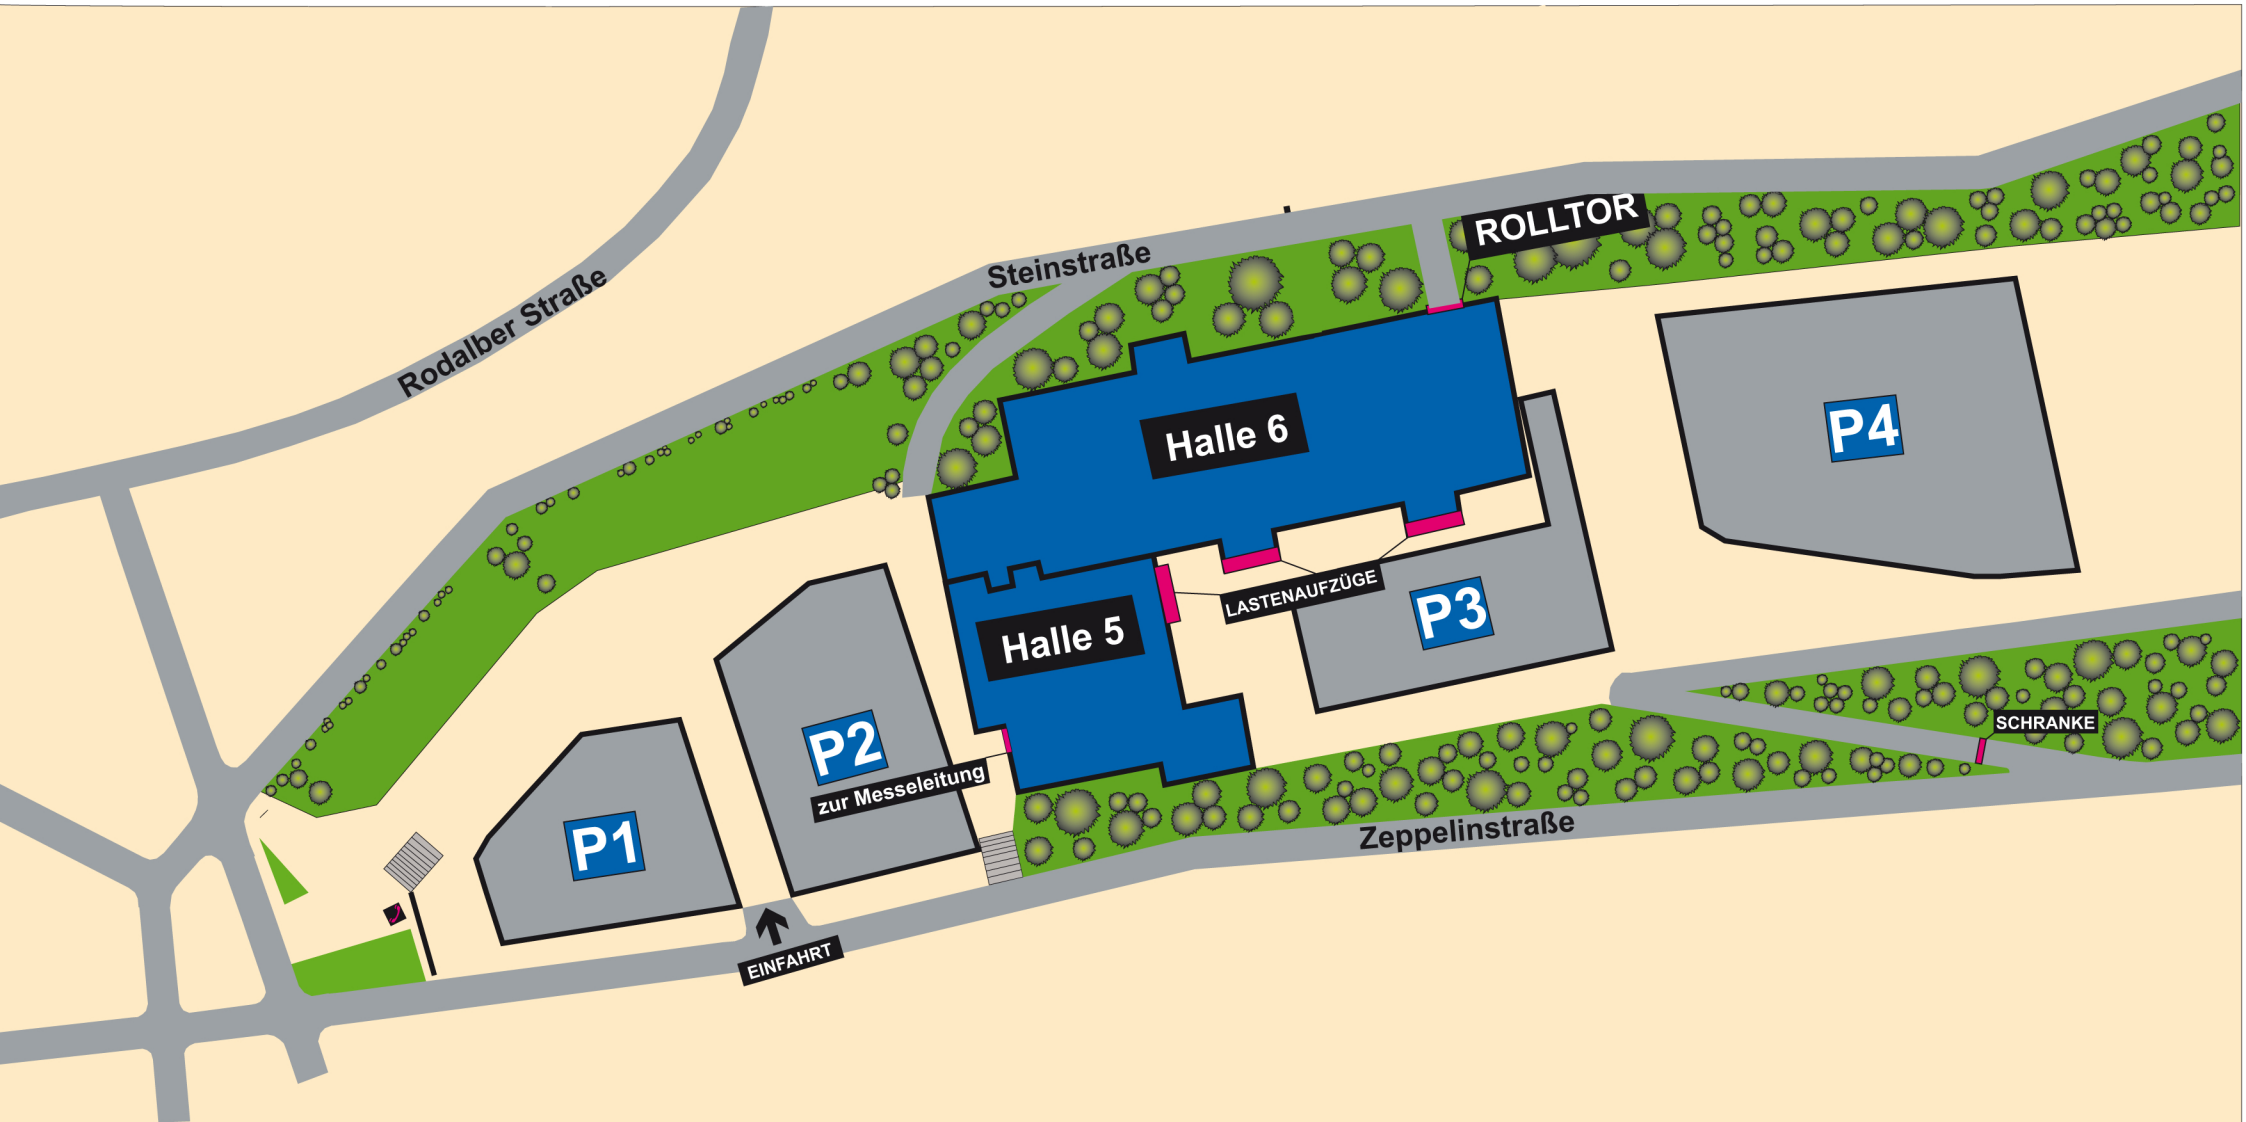 ROLLTOR
Steinstraße
Rodalber Straße
Halle 6
P4
LASTENAUFZÜGE
P3
Halle 5
SCHRANKE
P2
zur Messeleitung
Zeppelinstraße
P1
EINFAHRT